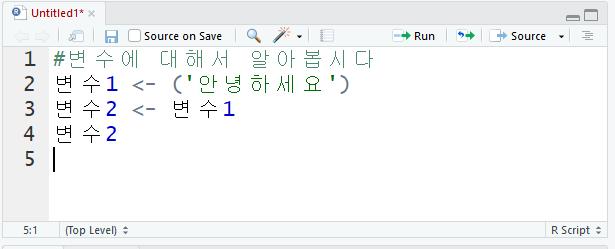 Untitled1*
Source on Save
Run
Source
1 #변수에 대해서 알아봅시다
2 변수1 <- ('안녕하세요')
3 변수2 <- 변수1
4 변수2
5
5:1
(Top Level)
R Script